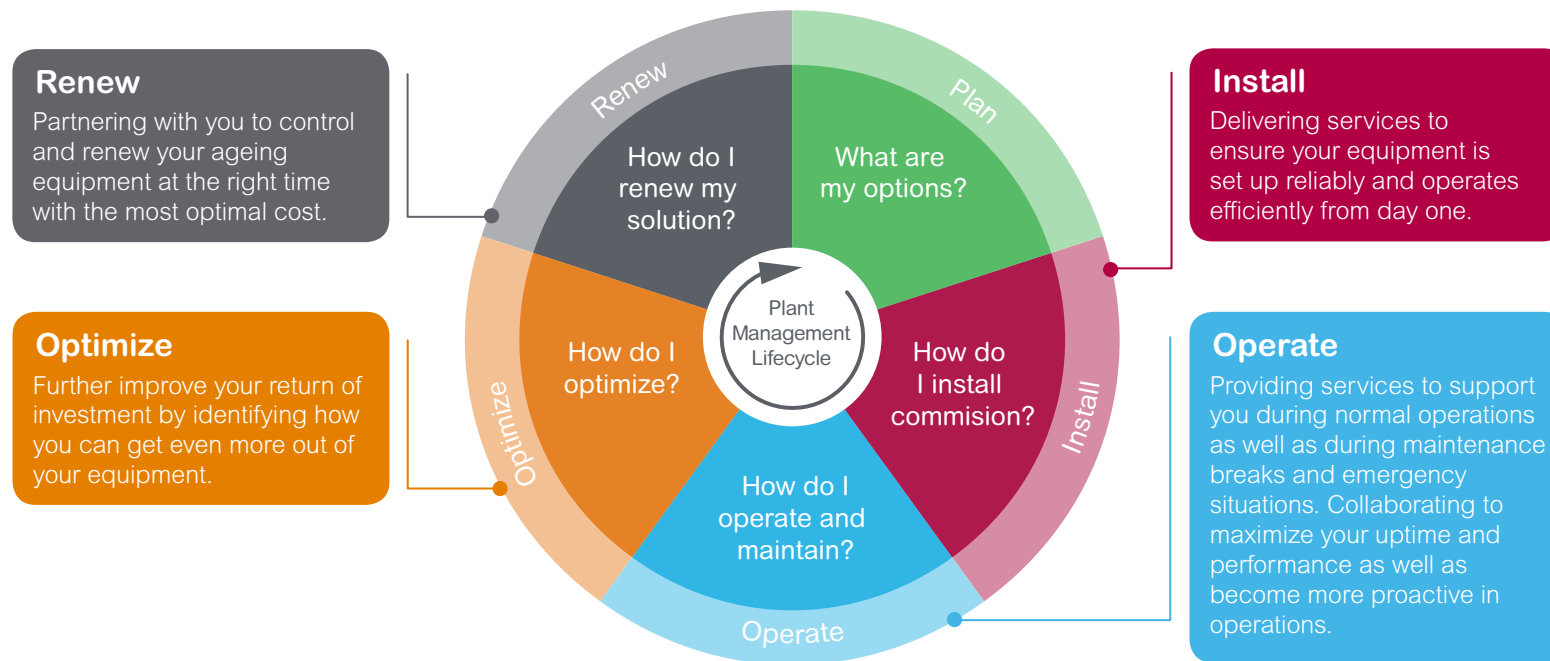 Renew
Partnering with you to control
and renew your ageing
equipment at the right time
with the most optimal cost.
Optimize
Further improve your return of
investment by identifying how
you can get even more out of
your equipment.
Renew
Plan
Install
Operate
Optimize
How do I
renew my
solution?
What are
my options?
How do
I install
commision?
How do I
operate and
maintain?
How do I
optimize?
Plant
Management
Lifecycle
Install
Delivering services to
ensure your equipment is
set up reliably and operates
efficiently from day one.
Operate
Providing services to support
you during normal operations
as well as during maintenance
breaks and emergency
situations. Collaborating to
maximize your uptime and
performance as well as
become more proactive in
operations.